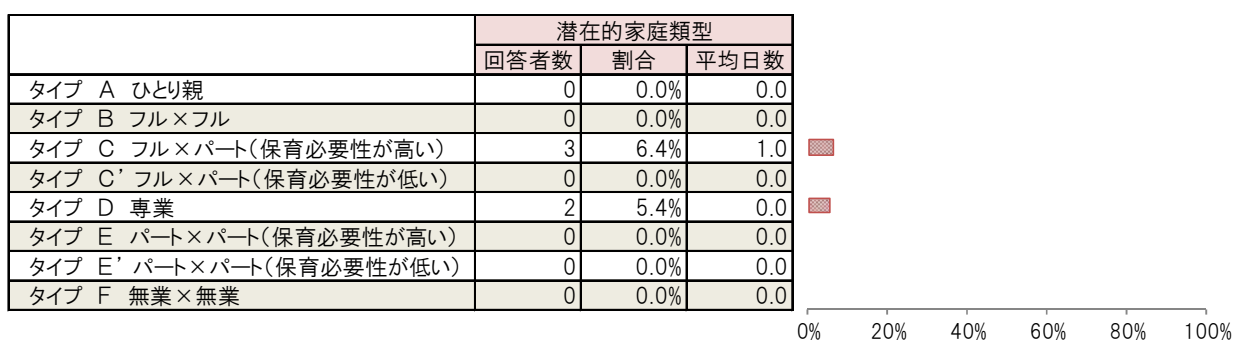 潜在的家庭類型
回答者数 割合 平均日数
タイプ A ひとり親 0 0.0% 0.0
タイプ B フル×フル 0 0.0% 0.0
タイプ C フル×パート(保育必要性が高い) 3 6.4% 1.0
タイプ C’ フル×パート(保育必要性が低い) 0 0.0% 0.0
タイプ D 専業 2 5.4% 0.0
タイプ E パート×パート(保育必要性が高い) 0 0.0% 0.0
タイプ E’ パート×パート(保育必要性が低い) 0 0.0% 0.0
タイプ F 無業×無業 0 0.0% 0.0
0% 20% 40% 60% 80% 100%